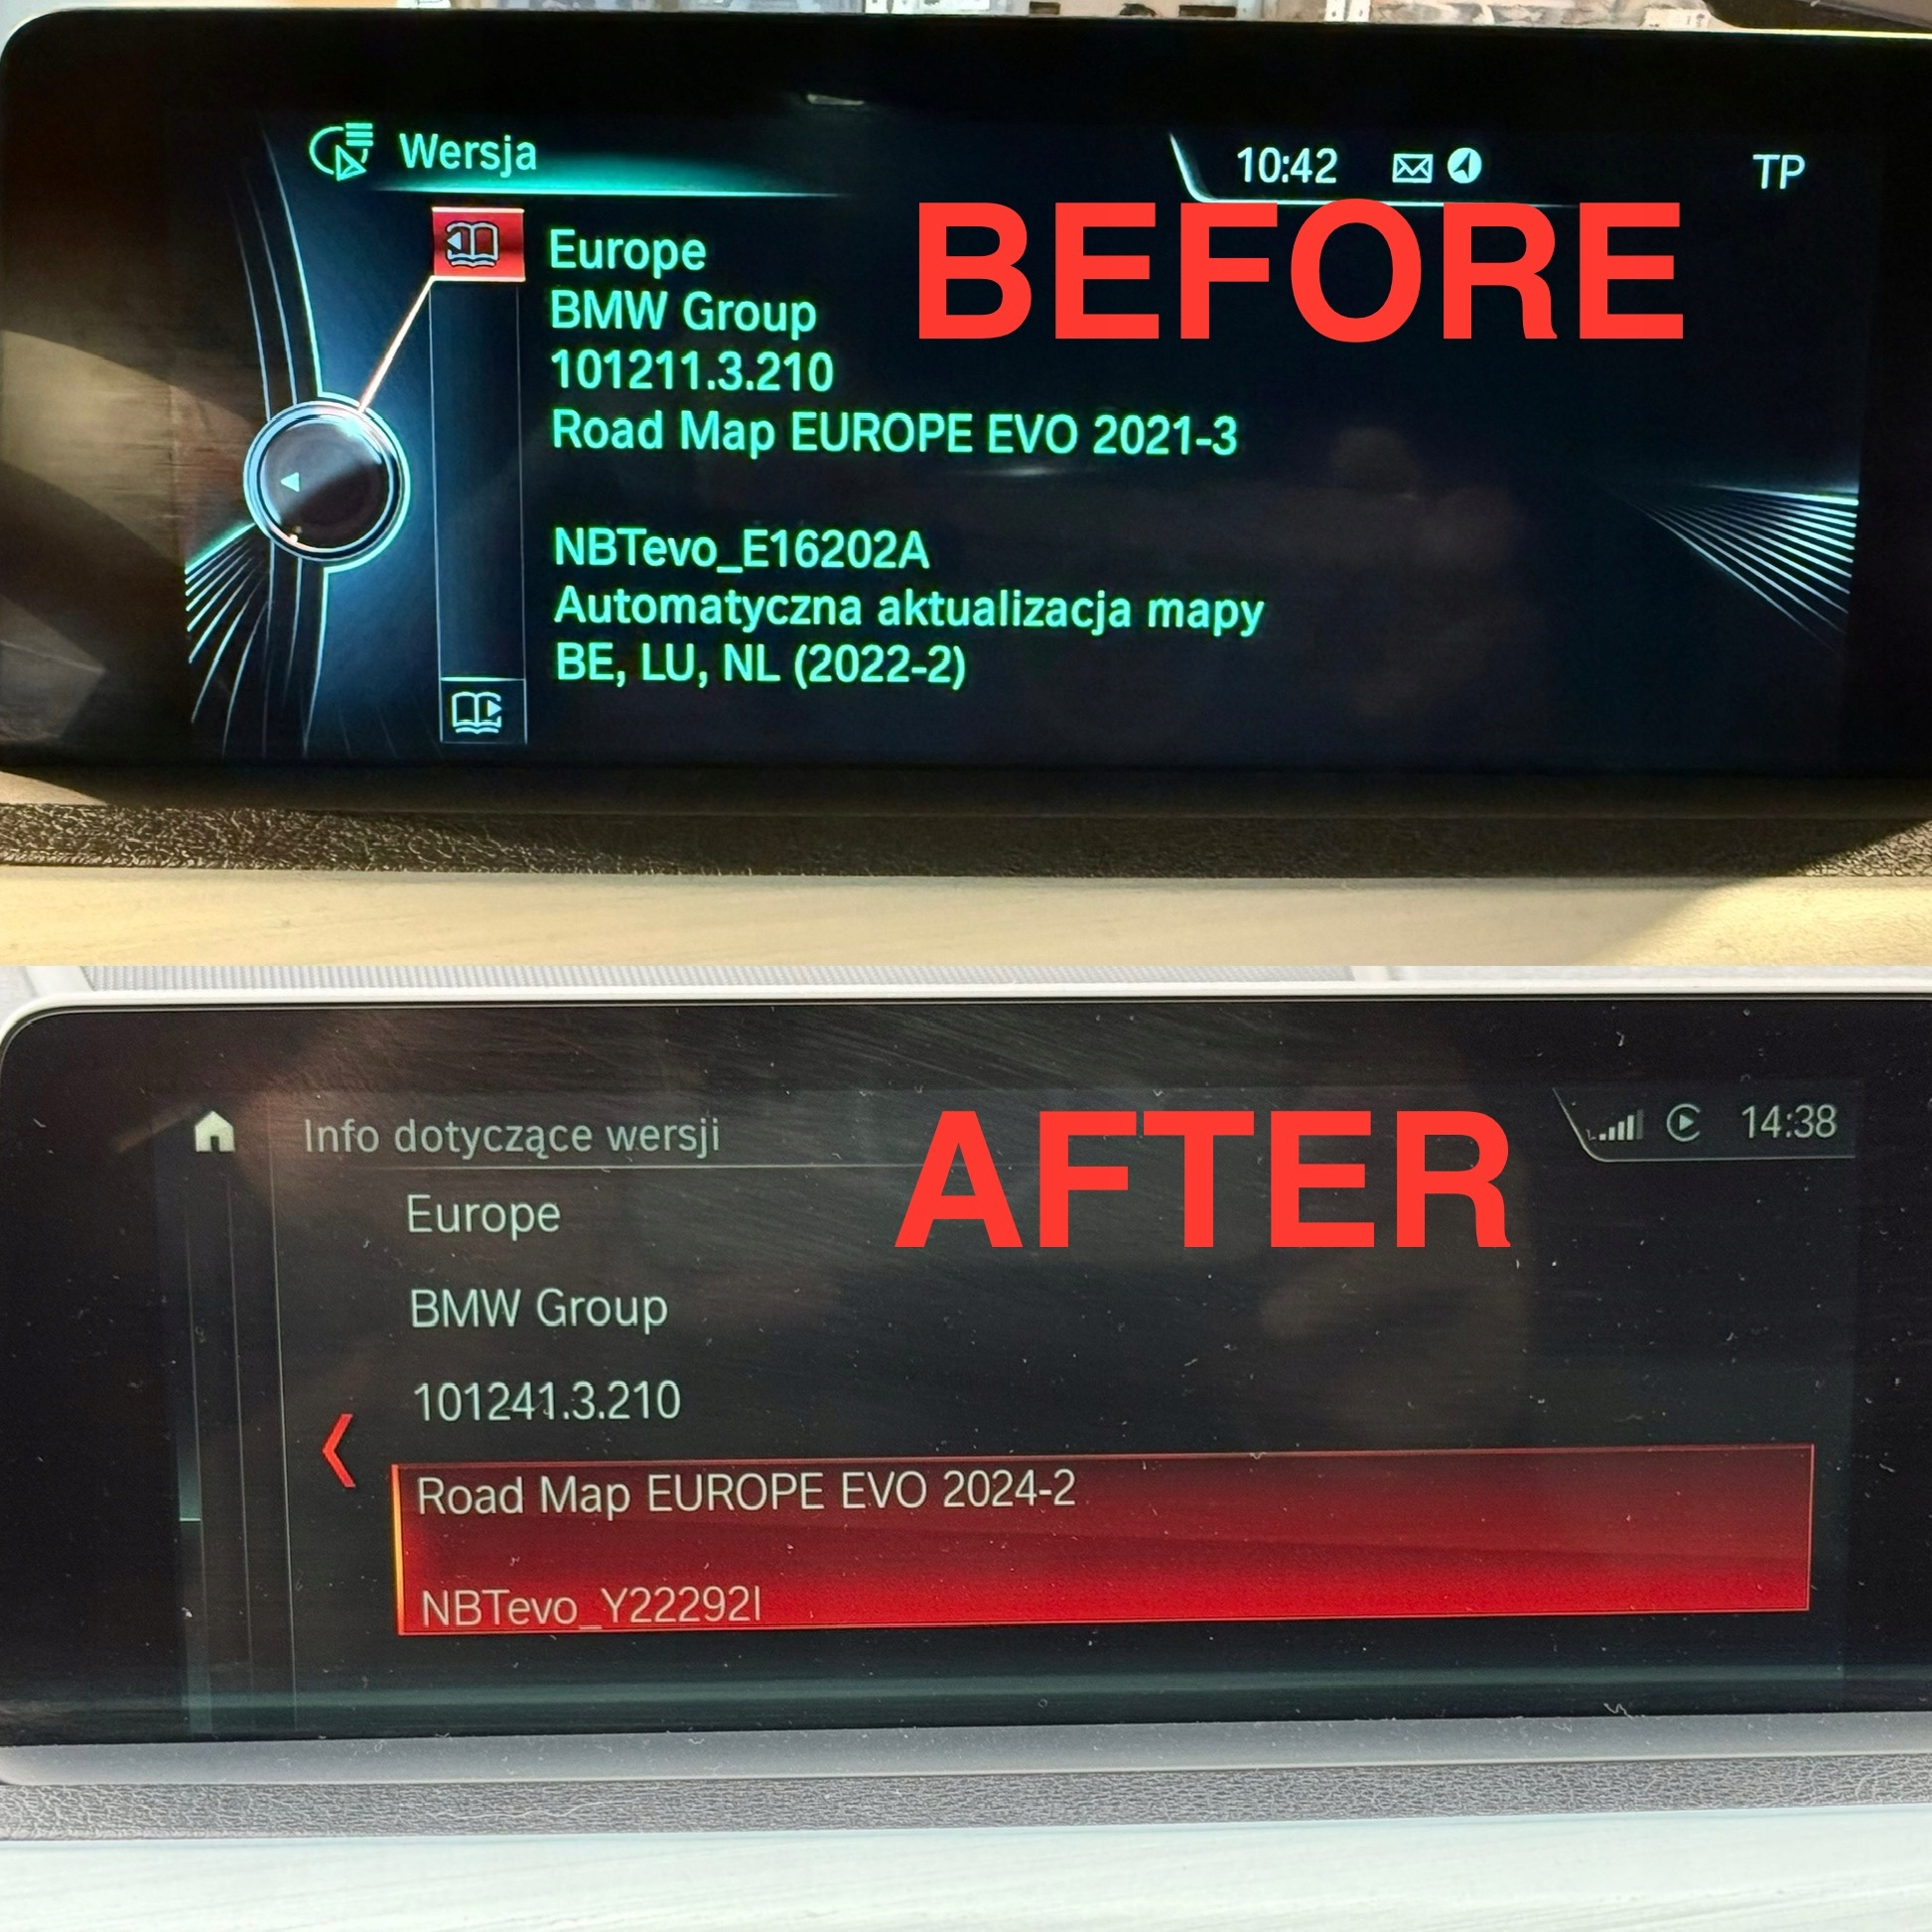 Wersja
10:42
TP
BEFORE
Europe
BMW Group
101211.3.210
Road Map EUROPE EVO 2021-3
NBTevo_E16202A
Automatyczna aktualizacja mapy
BE, LU, NL (2022-2)
Info dotyczące wersji
14:38
AFTER
Europe
BMW Group
101241.3.210
Road Map EUROPE EVO 2024-2
NBTevo_Y22292I